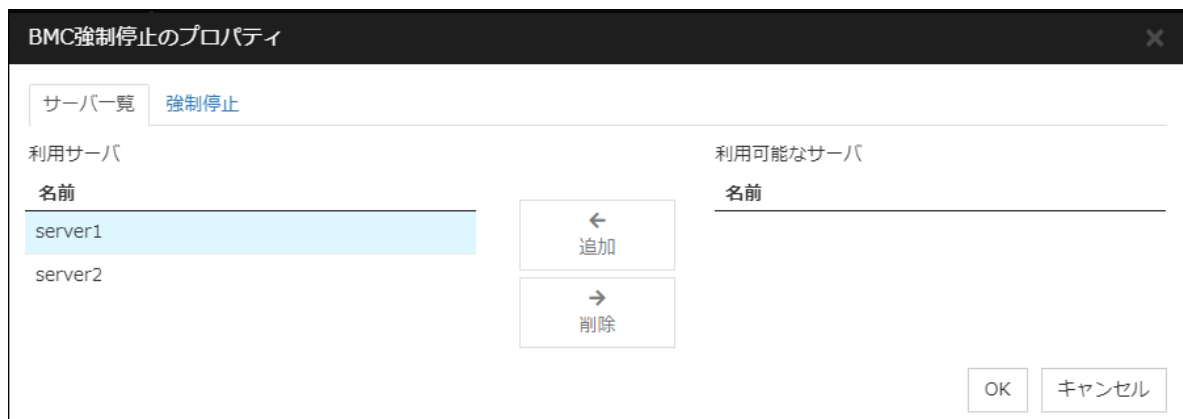 BMC強制停止のプロパティ
サーバ一覧 強制停止
利用サーバ
名前
server1
server2
追加
削除
利用可能なサーバ
名前
OK キャンセル